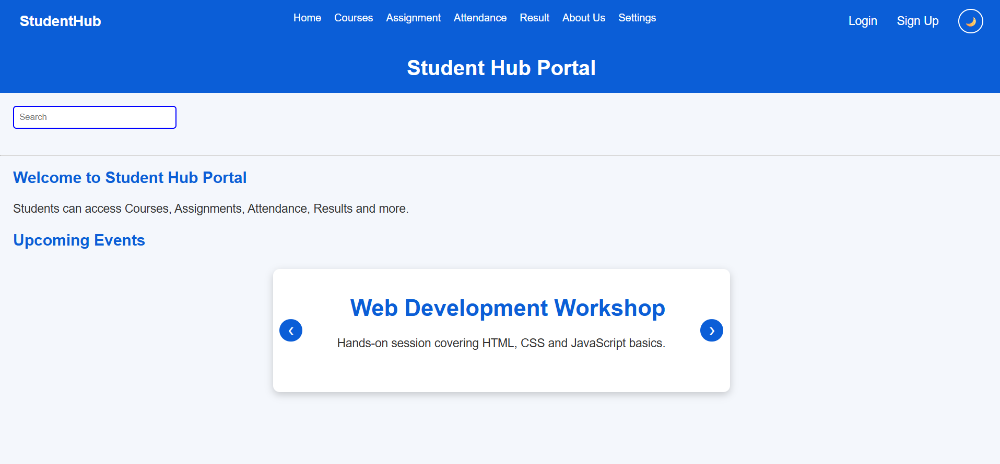 StudentHub
Home Courses Assignment Attendance Result About Us Settings
Login Sign Up
Student Hub Portal
Search
Welcome to Student Hub Portal
Students can access Courses, Assignments, Attendance, Results and more.
Upcoming Events
Web Development Workshop
❮ ❯
Hands-on session covering HTML, CSS and JavaScript basics.